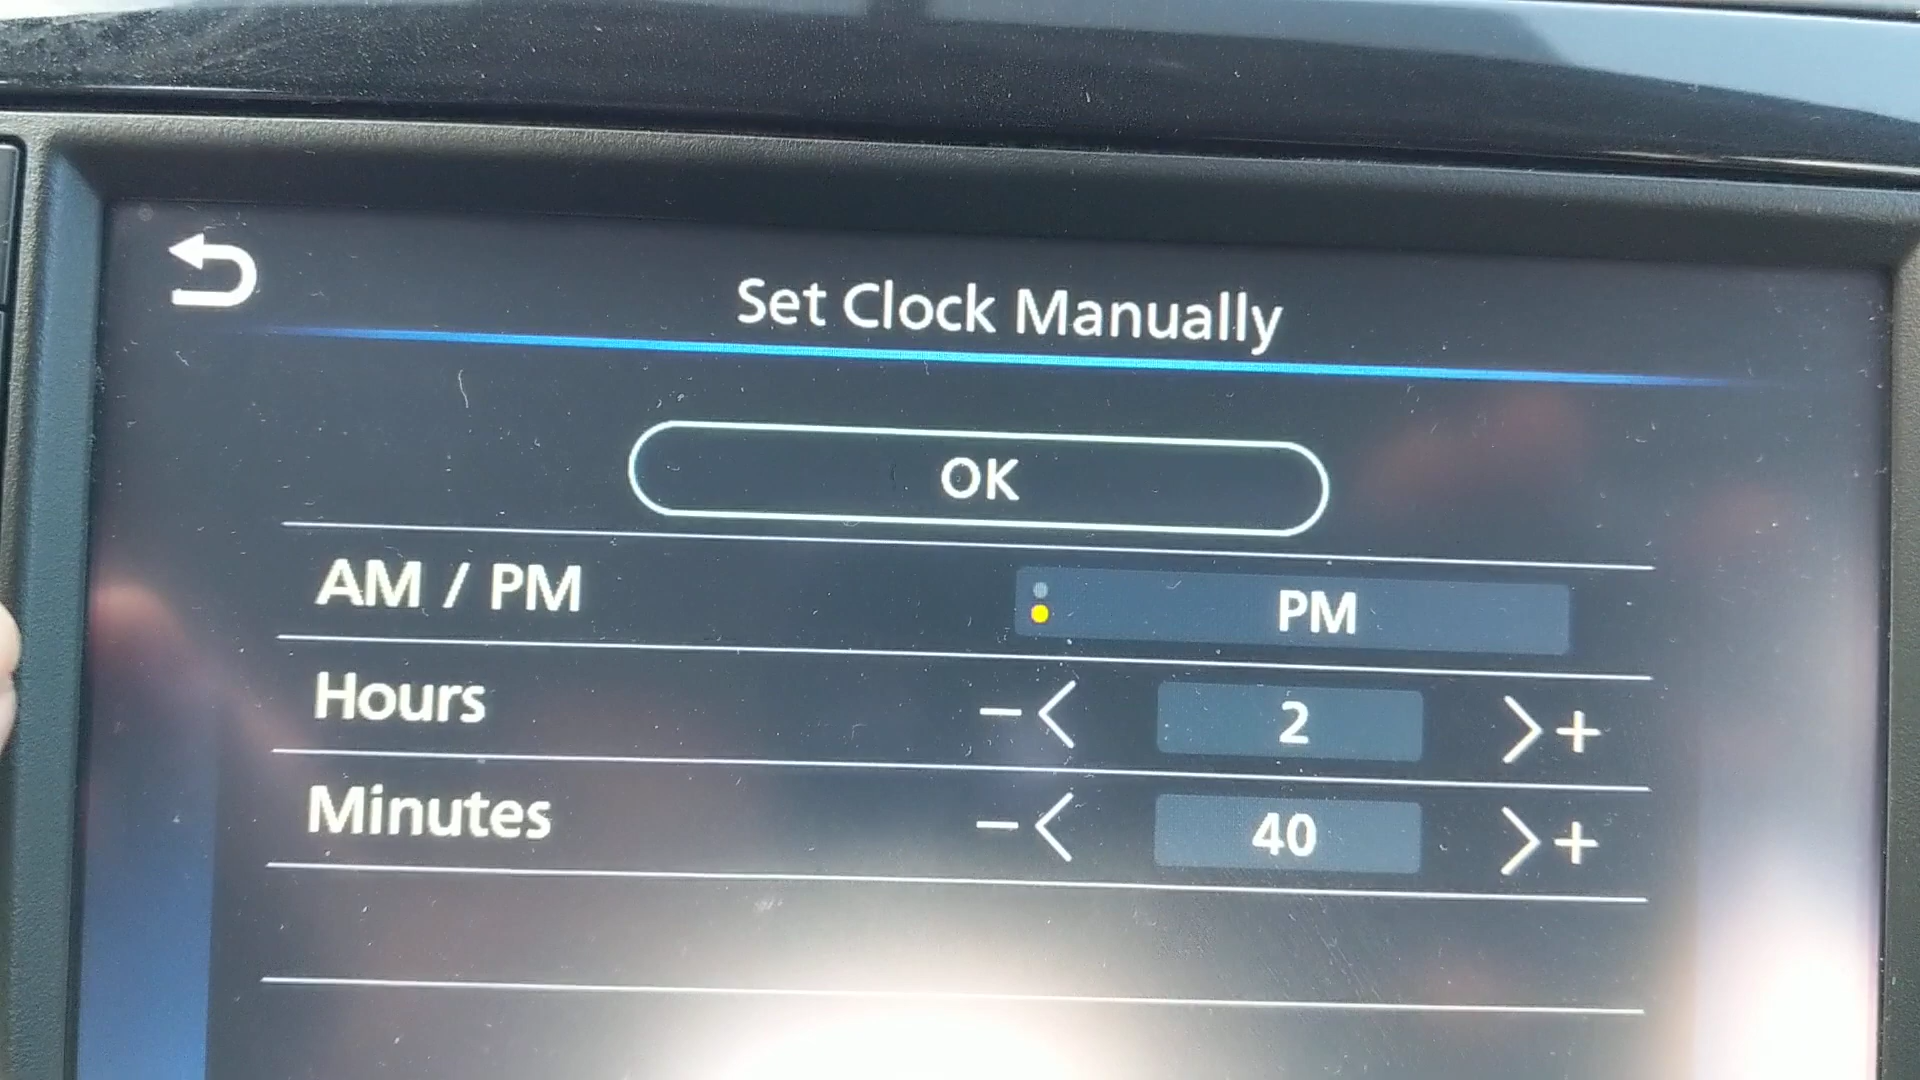 Set Clock Manually
OK
AM / PM PM
Hours − < 2 > +
Minutes − < 40 > +